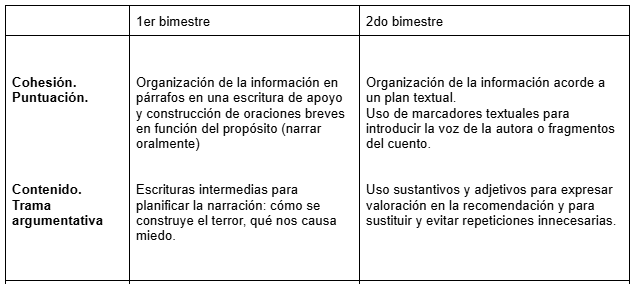 1er bimestre
2do bimestre
Cohesión.
Puntuación.
Organización de la información en
párrafos en una escritura de apoyo
y construcción de oraciones breves
en función del propósito (narrar
oralmente)
Organización de la información acorde a
un plan textual.
Uso de marcadores textuales para
introducir la voz de la autora o fragmentos
del cuento.
Contenido.
Trama
argumentativa
Escrituras intermedias para
planificar la narración: cómo se
construye el terror, qué nos causa
miedo.
Uso sustantivos y adjetivos para expresar
valoración en la recomendación y para
sustituir y evitar repeticiones innecesarias.